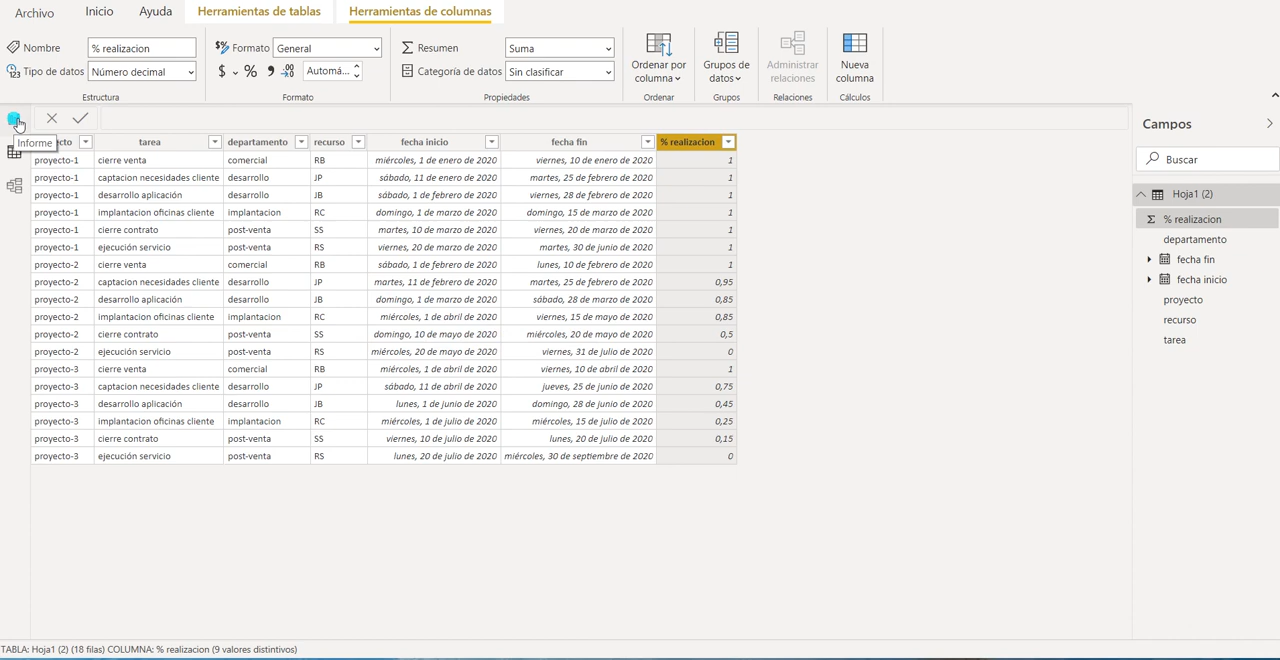 Archivo Inicio Ayuda Herramientas de tablas Herramientas de columnas
Nombre % realizacion
Tipo de datos Número decimal
Estructura
$% Formato General
$ % 9 Automá...
Formato
Resumen Suma
Categoría de datos Sin clasificar
Propiedades
Ordenar por columna
Ordenar
Grupos de datos
Grupos
Administrar relaciones
Relaciones
Nueva columna
Cálculos
Informe
tarea departamento recurso fecha inicio fecha fin % realizacion
proyecto-1 cierre venta comercial RB miércoles, 1 de enero de 2020 viernes, 10 de enero de 2020 1
proyecto-1 captacion necesidades cliente desarrollo JP sábado, 11 de enero de 2020 martes, 25 de febrero de 2020 1
proyecto-1 desarrollo aplicación desarrollo JB sábado, 1 de febrero de 2020 viernes, 28 de febrero de 2020 1
proyecto-1 implantacion oficinas cliente implantacion RC domingo, 1 de marzo de 2020 domingo, 15 de marzo de 2020 1
proyecto-1 cierre contrato post-venta SS martes, 10 de marzo de 2020 viernes, 20 de marzo de 2020 1
proyecto-1 ejecución servicio post-venta RS viernes, 20 de marzo de 2020 martes, 30 de junio de 2020 1
proyecto-2 cierre venta comercial RB sábado, 1 de febrero de 2020 lunes, 10 de febrero de 2020 1
proyecto-2 captacion necesidades cliente desarrollo JP martes, 11 de febrero de 2020 martes, 25 de febrero de 2020 0,95
proyecto-2 desarrollo aplicación desarrollo JB domingo, 1 de marzo de 2020 sábado, 28 de marzo de 2020 0,85
proyecto-2 implantacion oficinas cliente implantacion RC miércoles, 1 de abril de 2020 viernes, 15 de mayo de 2020 0,85
proyecto-2 cierre contrato post-venta SS domingo, 10 de mayo de 2020 miércoles, 20 de mayo de 2020 0,5
proyecto-2 ejecución servicio post-venta RS miércoles, 20 de mayo de 2020 viernes, 31 de julio de 2020 0
proyecto-3 cierre venta comercial RB miércoles, 1 de abril de 2020 viernes, 10 de abril de 2020 1
proyecto-3 captacion necesidades cliente desarrollo JP sábado, 11 de abril de 2020 jueves, 25 de junio de 2020 0,75
proyecto-3 desarrollo aplicación desarrollo JB lunes, 1 de junio de 2020 domingo, 28 de junio de 2020 0,45
proyecto-3 implantacion oficinas cliente implantacion RC miércoles, 1 de julio de 2020 miércoles, 15 de julio de 2020 0,25
proyecto-3 cierre contrato post-venta SS viernes, 10 de julio de 2020 lunes, 20 de julio de 2020 0,15
proyecto-3 ejecución servicio post-venta RS lunes, 20 de julio de 2020 miércoles, 30 de septiembre de 2020 0
Campos
Buscar
Hoja1 (2)
% realizacion
departamento
fecha fin
fecha inicio
proyecto
recurso
tarea
TABLA: Hoja1 (2) (18 filas) COLUMNA: % realizacion (9 valores distintivos)